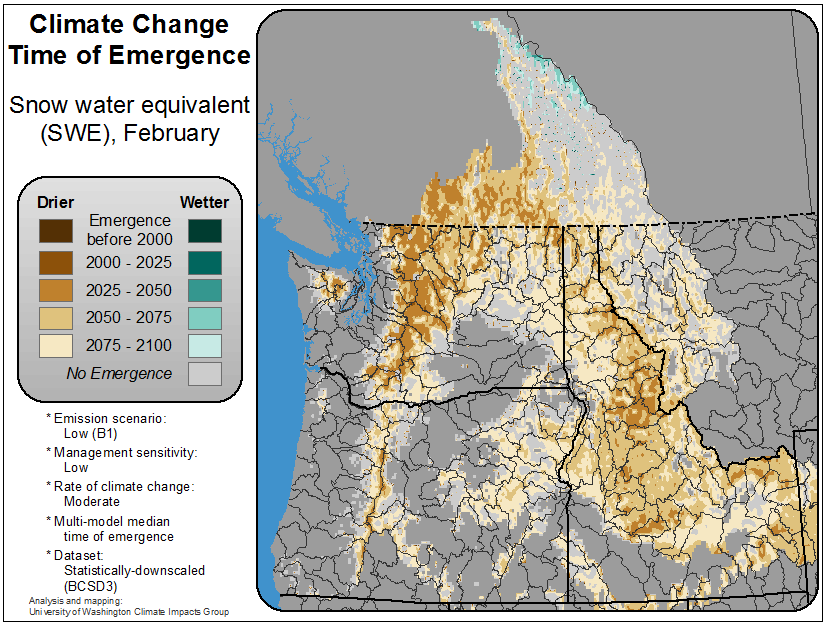 Climate Change
Time of Emergence
Snow water equivalent
(SWE), February
Drier
Wetter
Emergence
before 2000
2000 - 2025
2025 - 2050
2050 - 2075
2075 - 2100
No Emergence
* Emission scenario:
Low (B1)
* Management sensitivity:
Low
* Rate of climate change:
Moderate
* Multi-model median
time of emergence
* Dataset:
Statistically-downscaled
(BCSD3)
Analysis and mapping:
University of Washington Climate Impacts Group